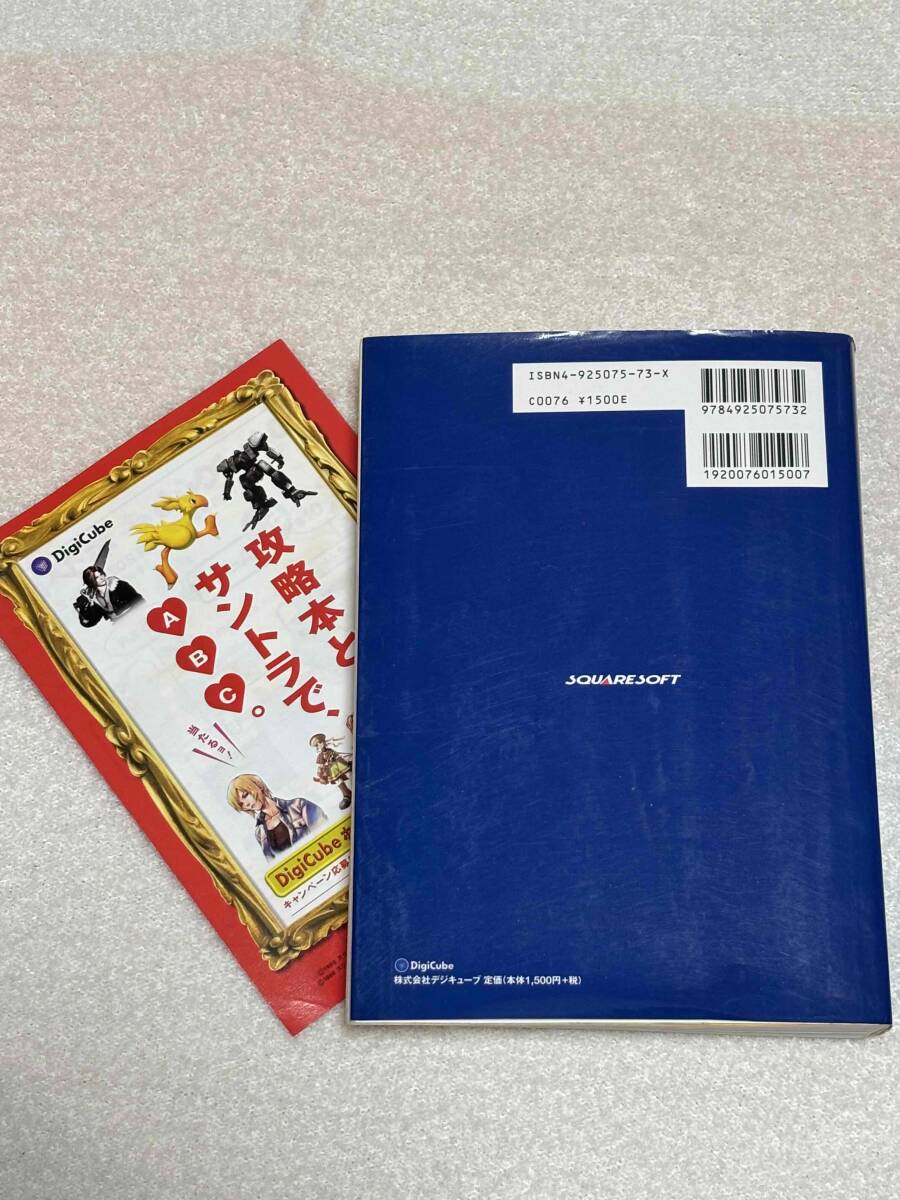 ISBN4-925075-73-X
C0076 ¥1500E
9784925075732
1920076015007
SQUARESOFT
DigiCube
株式会社デジキューブ 定価(本体1,500円+税)
DigiCube
攻略本と
サントラで、
A
B
C。
当たるヨ!
DigiCube
キャンペーン応募